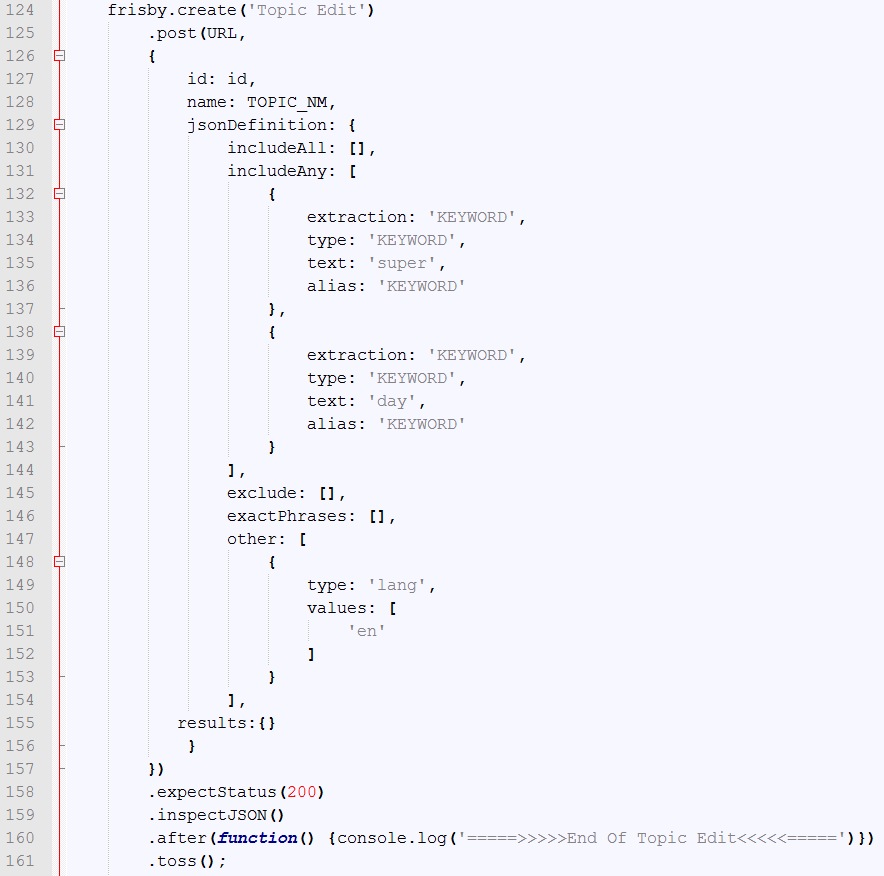 124 frisby.create('Topic Edit')
125 .post(URL,
126 {
127 id: id,
128 name: TOPIC_NM,
129 jsonDefinition: {
130 includeAll: [],
131 includeAny: [
132 {
133 extraction: 'KEYWORD',
134 type: 'KEYWORD',
135 text: 'super',
136 alias: 'KEYWORD'
137 },
138 {
139 extraction: 'KEYWORD',
140 type: 'KEYWORD',
141 text: 'day',
142 alias: 'KEYWORD'
143 }
144 ],
145 exclude: [],
146 exactPhrases: [],
147 other: [
148 {
149 type: 'lang',
150 values: [
151 'en'
152 ]
153 }
154 ],
155 results:{}
156 }
157 })
158 .expectStatus(200)
159 .inspectJSON()
160 .after(function() {console.log('=====>>>>>End Of Topic Edit<<<<<=====')})
161 .toss();